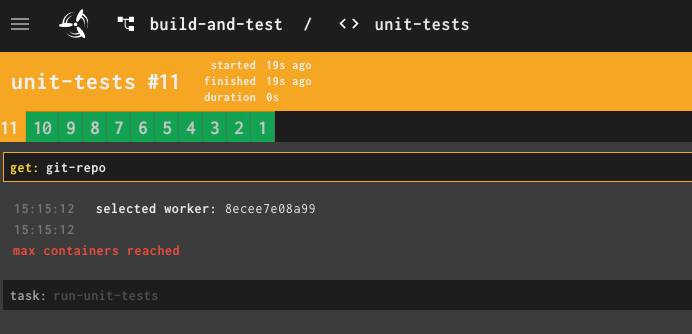 build-and-test / <> unit-tests
unit-tests #11
started 19s ago
finished 19s ago
duration 0s
11 10 9 8 7 6 5 4 3 2 1
get: git-repo
15:15:12 selected worker: 8ecee7e08a99
15:15:12
max containers reached
task: run-unit-tests